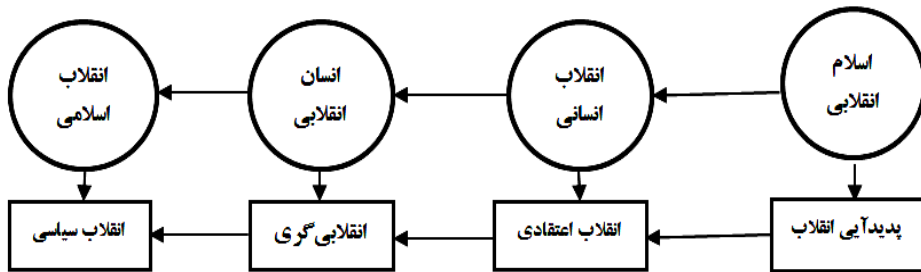 اسلام
انقلابی
انقلاب
انسانی
انسان
انقلابی
انقلاب
اسلامی
پدیدآیی انقلاب
انقلاب اعتقادی
انقلابی‌گری
انقلاب سیاسی